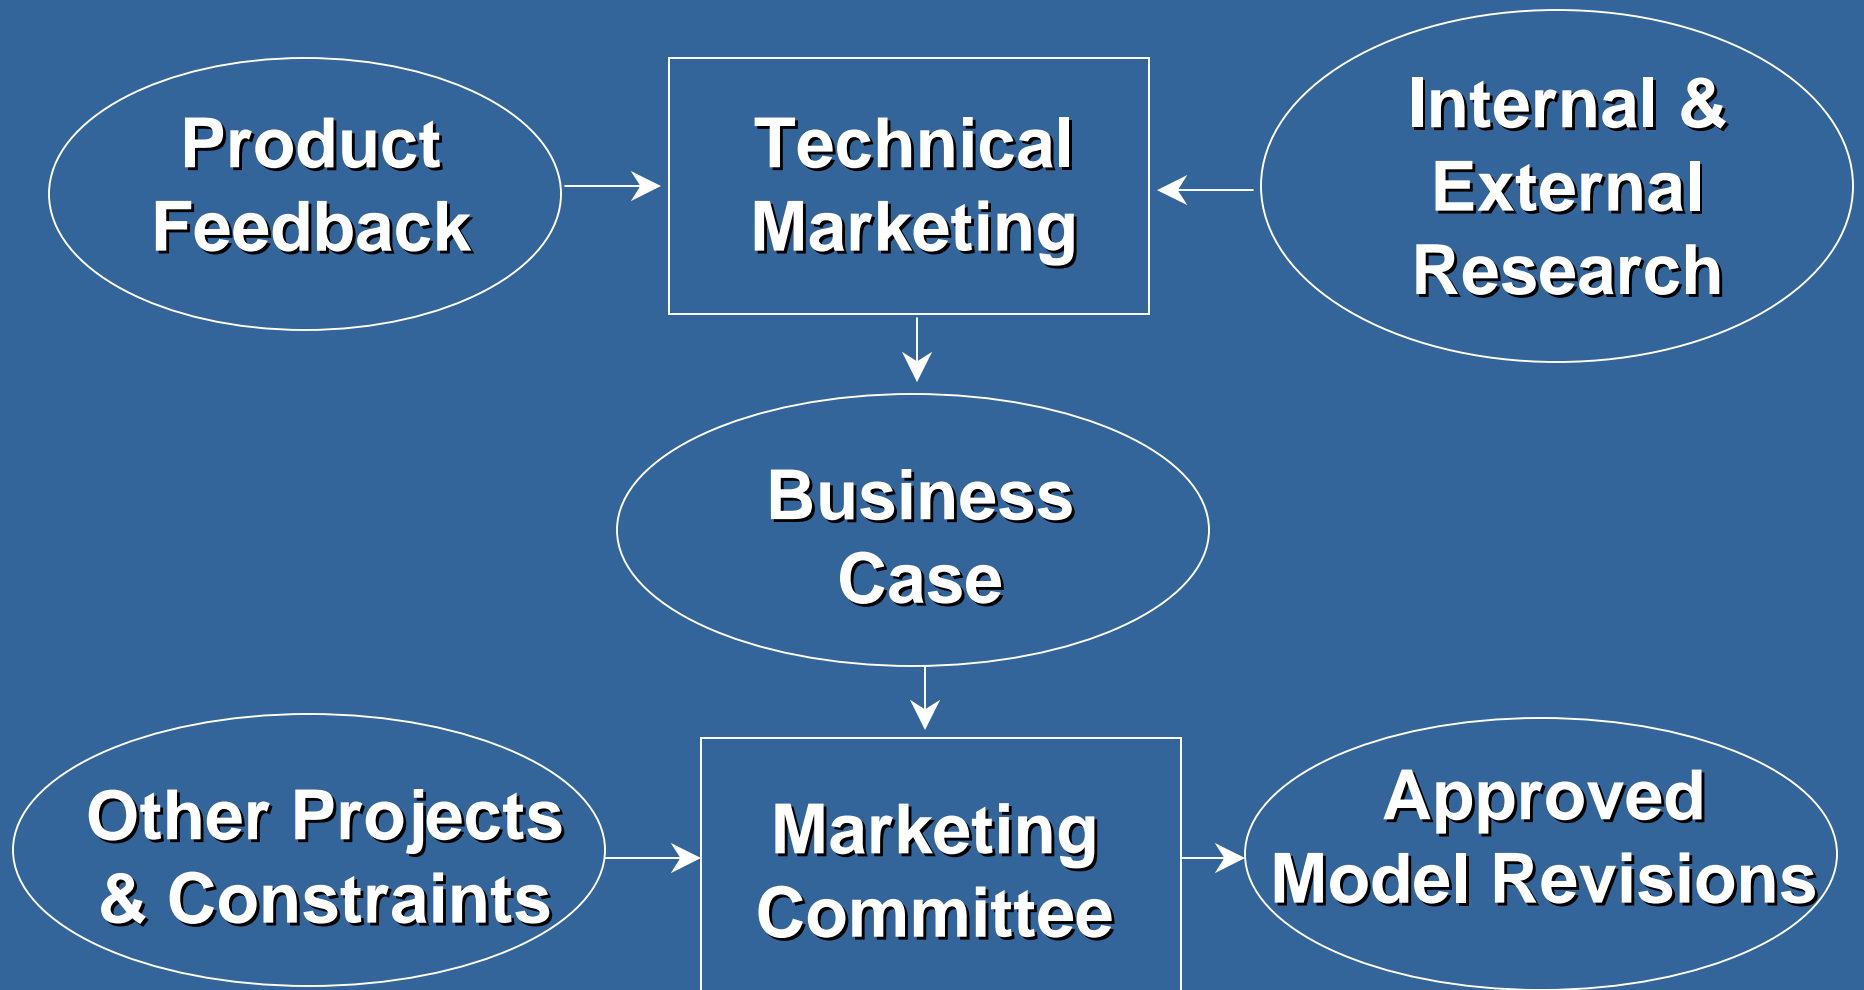 Product
Feedback
Technical
Marketing
Internal &
External
Research
Business
Case
Other Projects
& Constraints
Marketing
Committee
Approved
Model Revisions